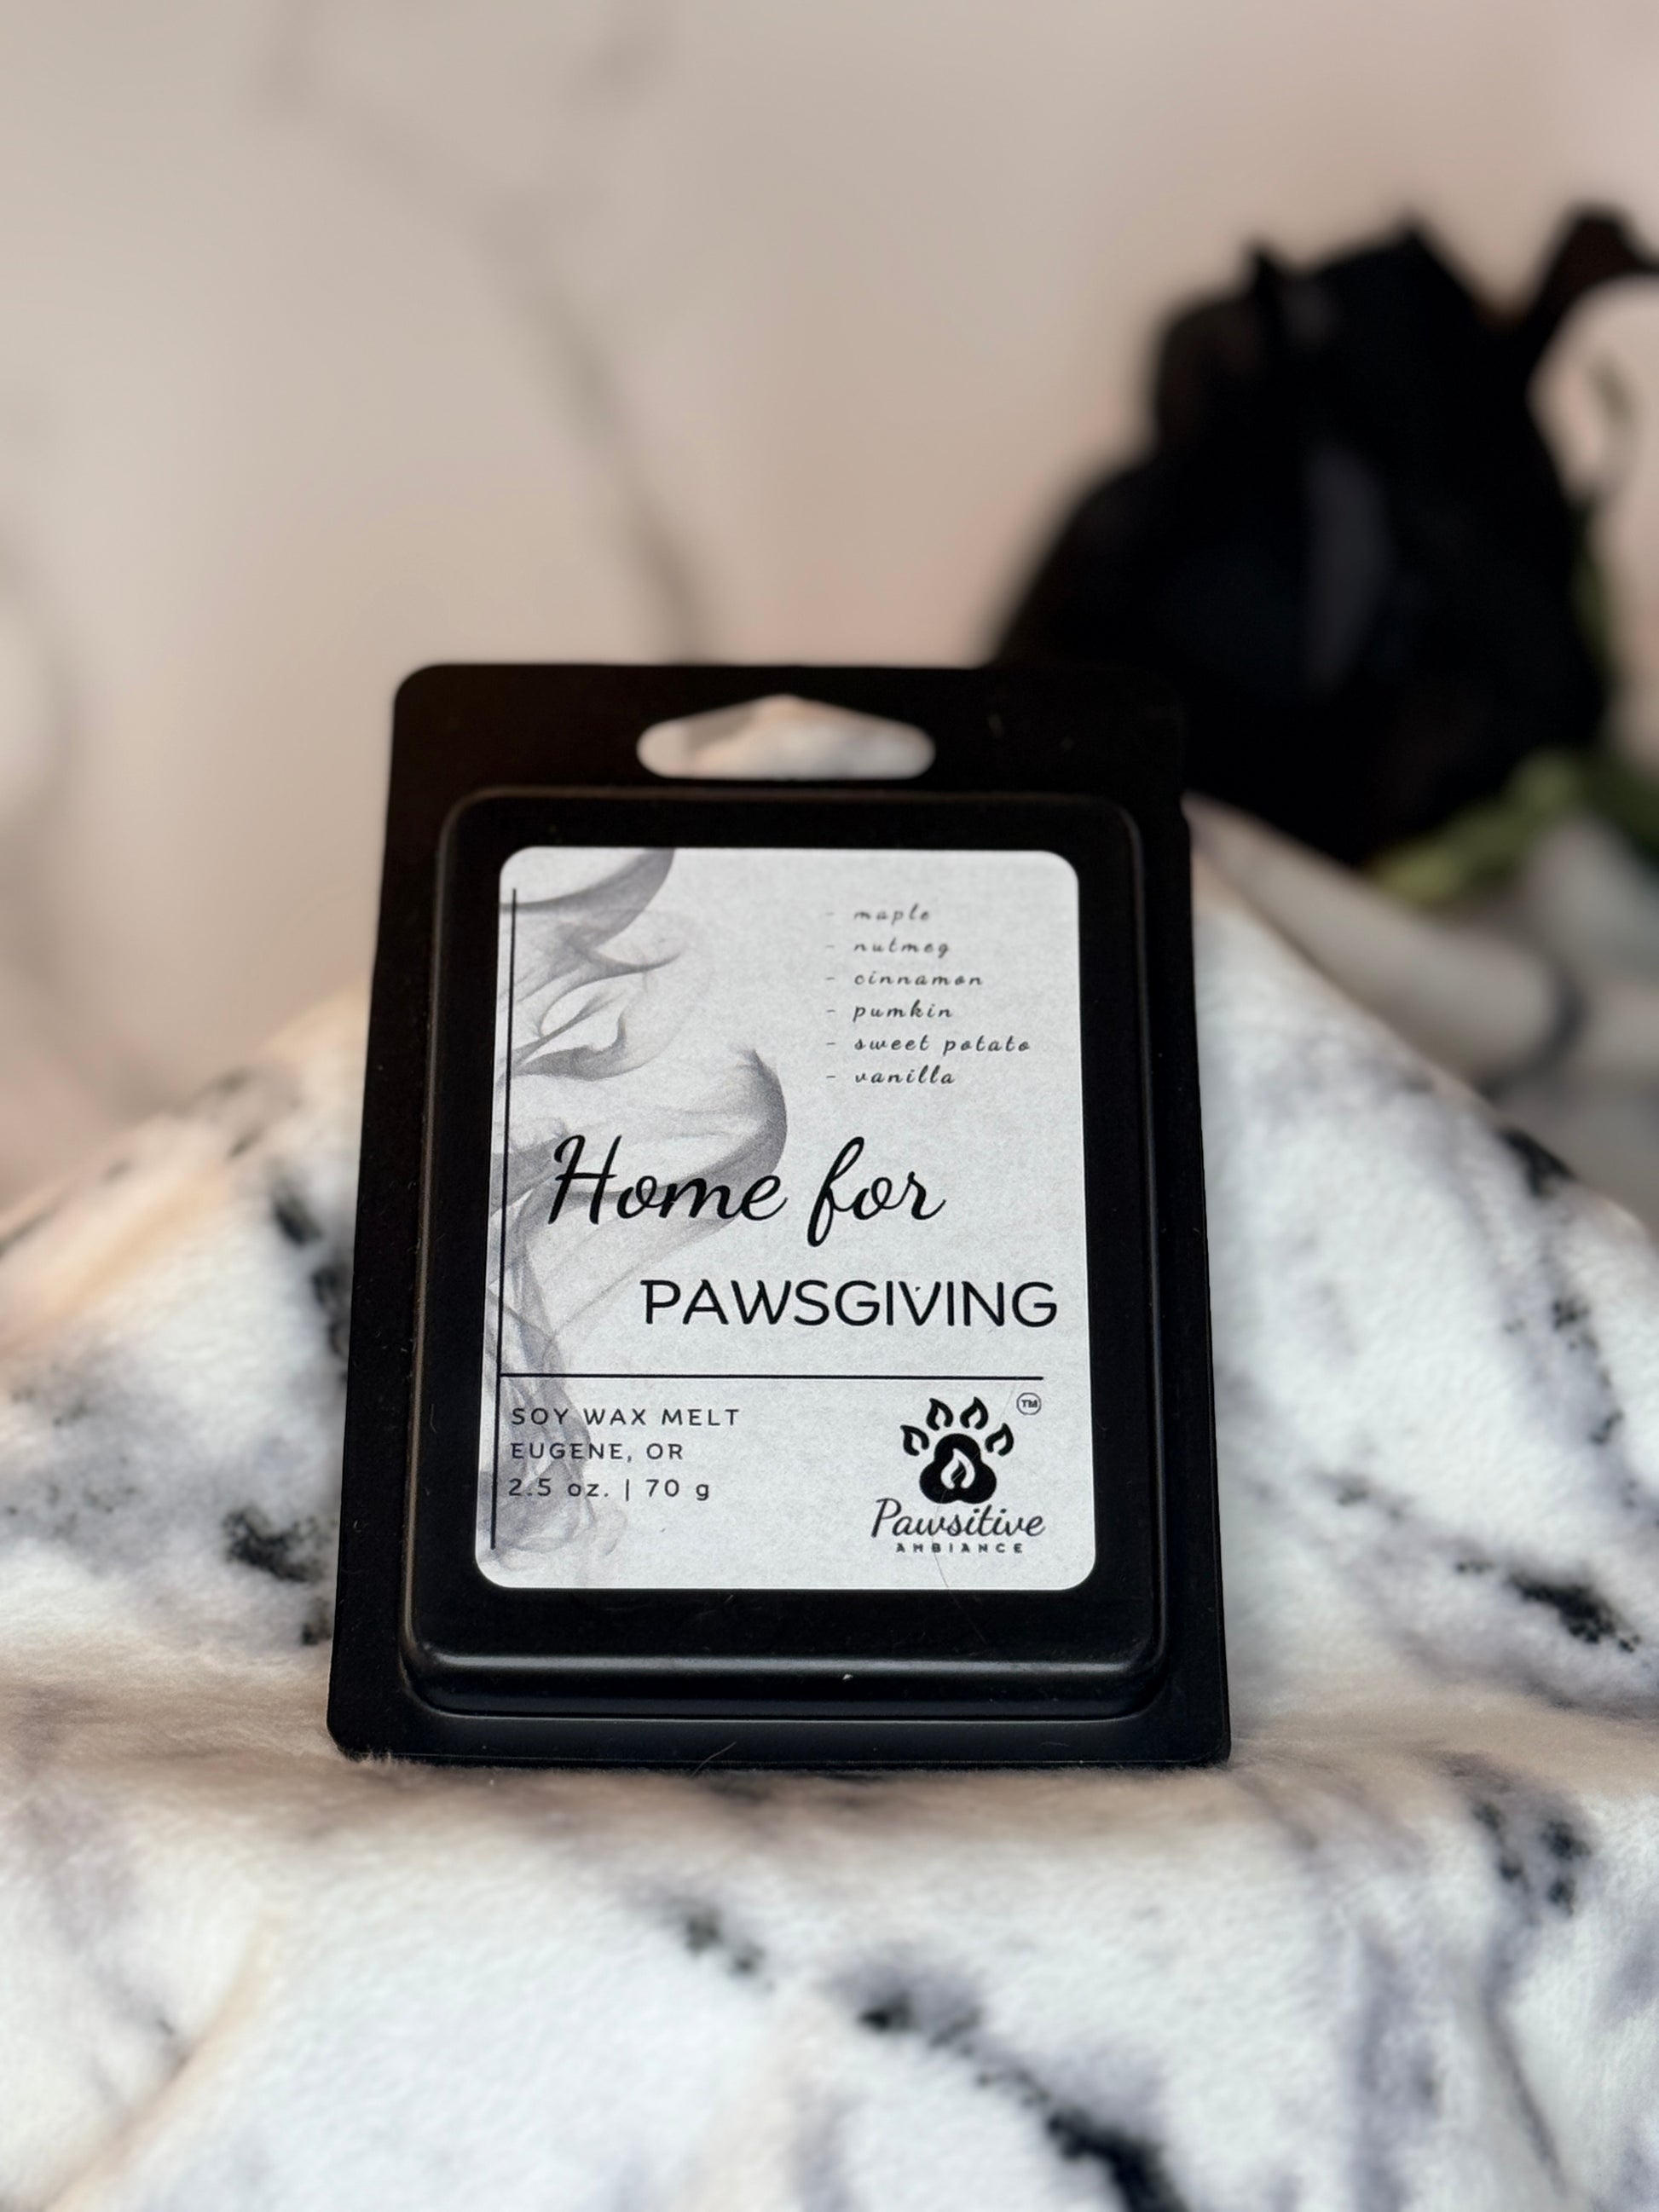 - maple
- nutmeg
- cinnamon
- pumkin
- sweet potato
- vanilla
Home for
PAWSGIVING
SOY WAX MELT
EUGENE, OR
2.5 oz. | 70 g
TM
Pawsitive
AMBIANCE